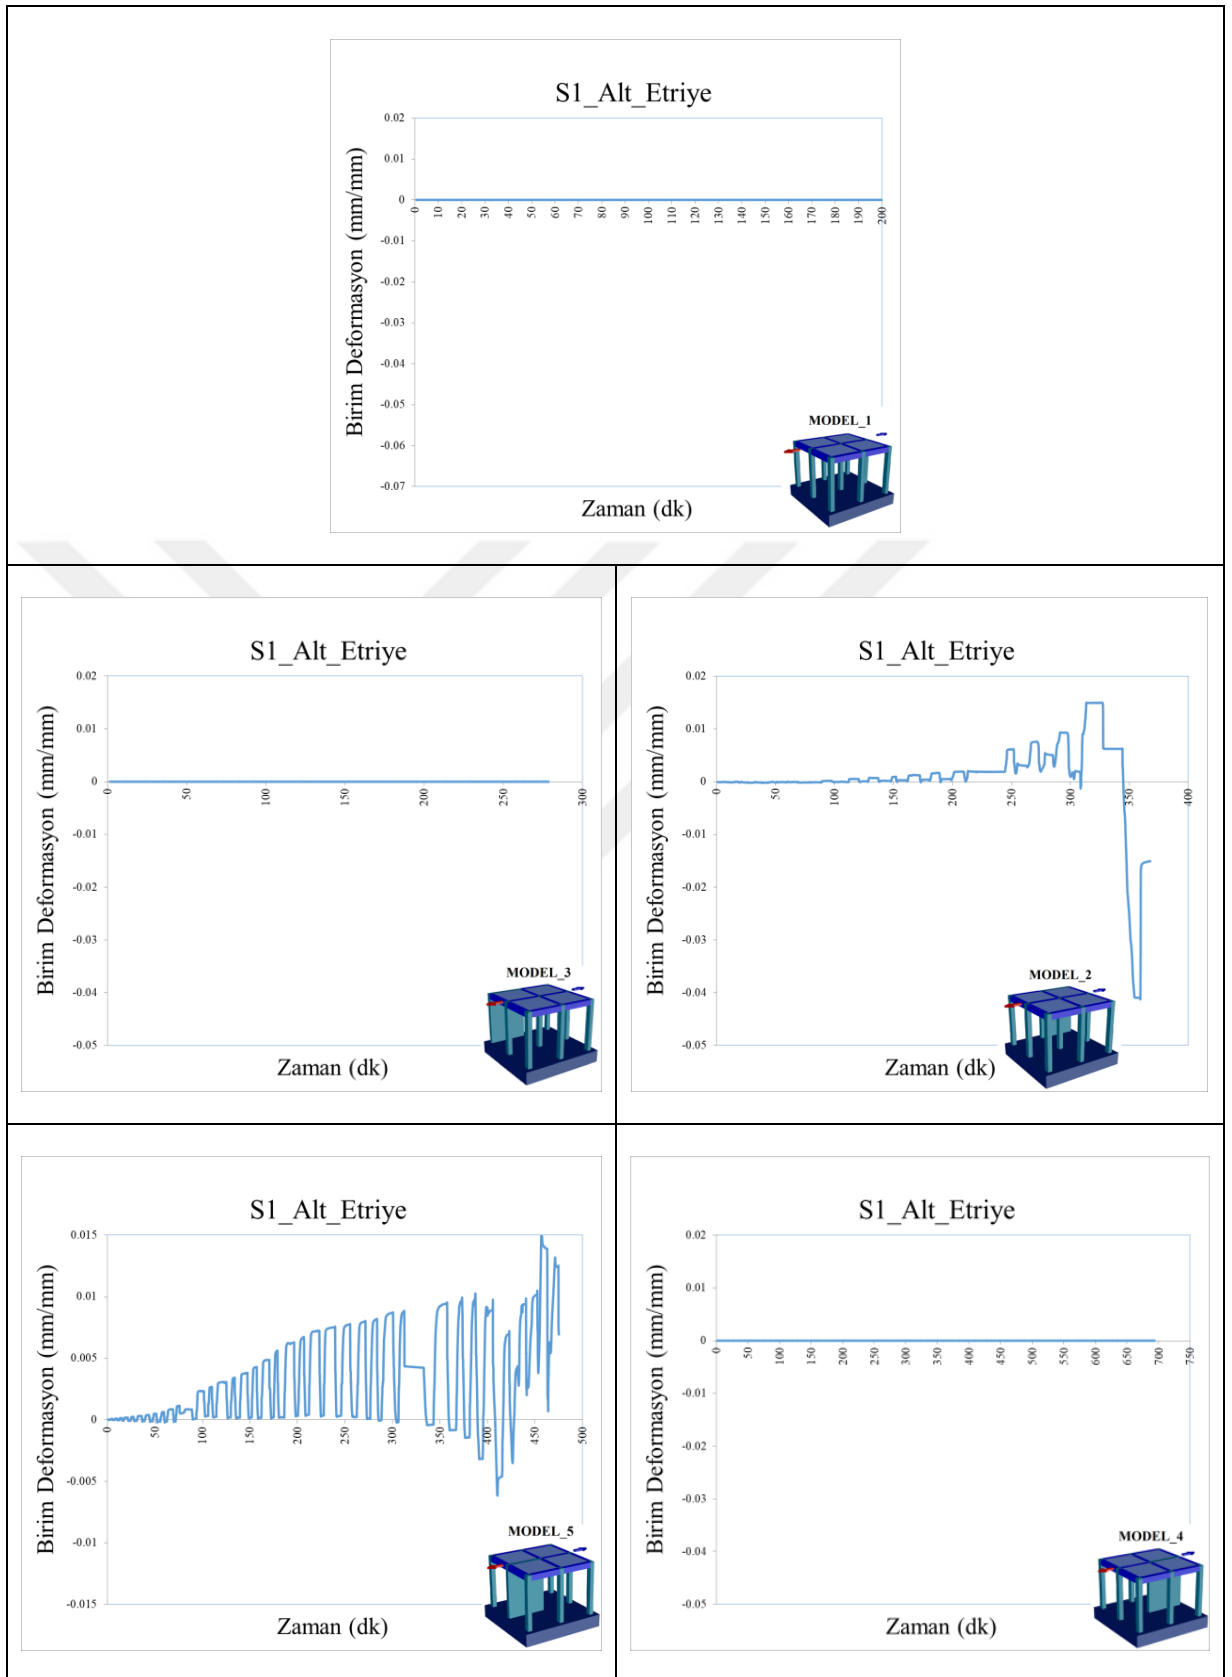 S1_Alt_Etriye
Birim Deformasyon (mm/mm)
0.02
0.01
0
-0.01
-0.02
-0.03
-0.04
-0.05
-0.06
-0.07
0 10 20 30 40 50 60 70 80 90 100 110 120 130 140 150 160 170 180 190 200
MODEL_1
Zaman (dk)
S1_Alt_Etriye
Birim Deformasyon (mm/mm)
0.02
0.01
0
-0.01
-0.02
-0.03
-0.04
-0.05
0 50 100 150 200 250 300
MODEL_3
Zaman (dk)
S1_Alt_Etriye
Birim Deformasyon (mm/mm)
0.02
0.01
0
-0.01
-0.02
-0.03
-0.04
-0.05
0 50 100 150 200 250 300 350 400
MODEL_2
Zaman (dk)
S1_Alt_Etriye
Birim Deformasyon (mm/mm)
0.015
0.01
0.005
0
-0.005
-0.01
-0.015
0 50 100 150 200 250 300 350 400 450 500
MODEL_5
Zaman (dk)
S1_Alt_Etriye
Birim Deformasyon (mm/mm)
0.02
0.01
0
-0.01
-0.02
-0.03
-0.04
-0.05
0 50 100 150 200 250 300 350 400 450 500 550 600 650 700 750
MODEL_4
Zaman (dk)